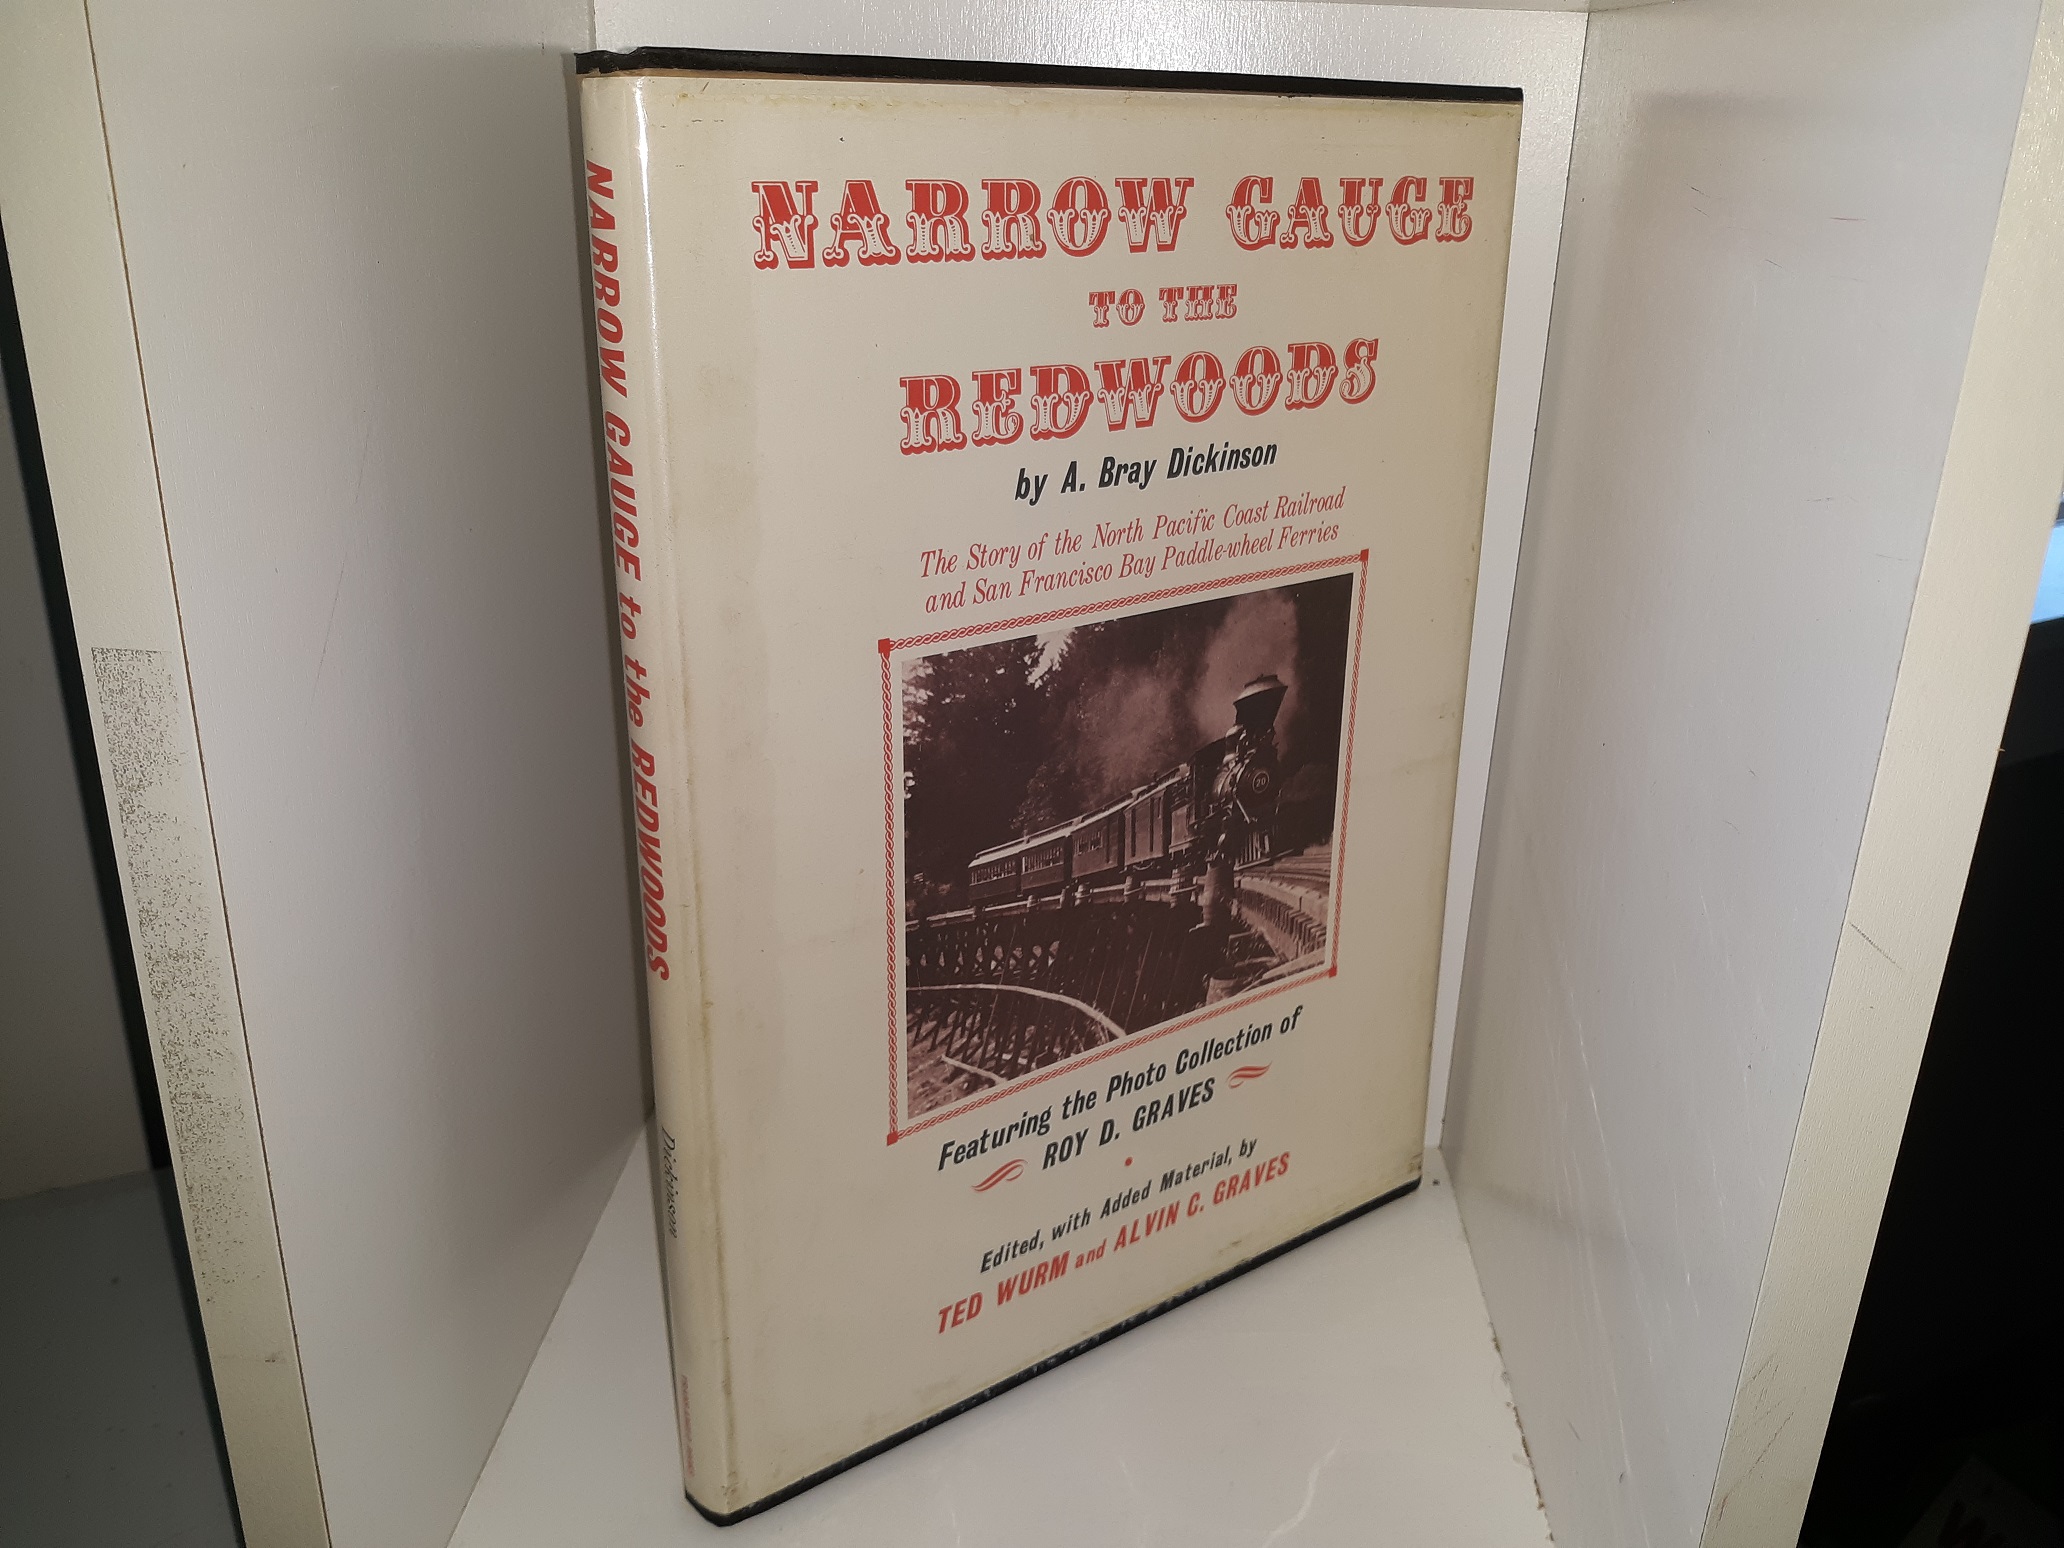 NARROW GAUGE to the REDWOODS
Dickinson
NARROW GAUGE
TO THE
REDWOODS
by A. Bray Dickinson
The Story of the North Pacific Coast Railroad
and San Francisco Bay Paddle-wheel Ferries
20
Featuring the Photo Collection of
ROY D. GRAVES
Edited, with Added Material, by
TED WURM and ALVIN C. GRAVES